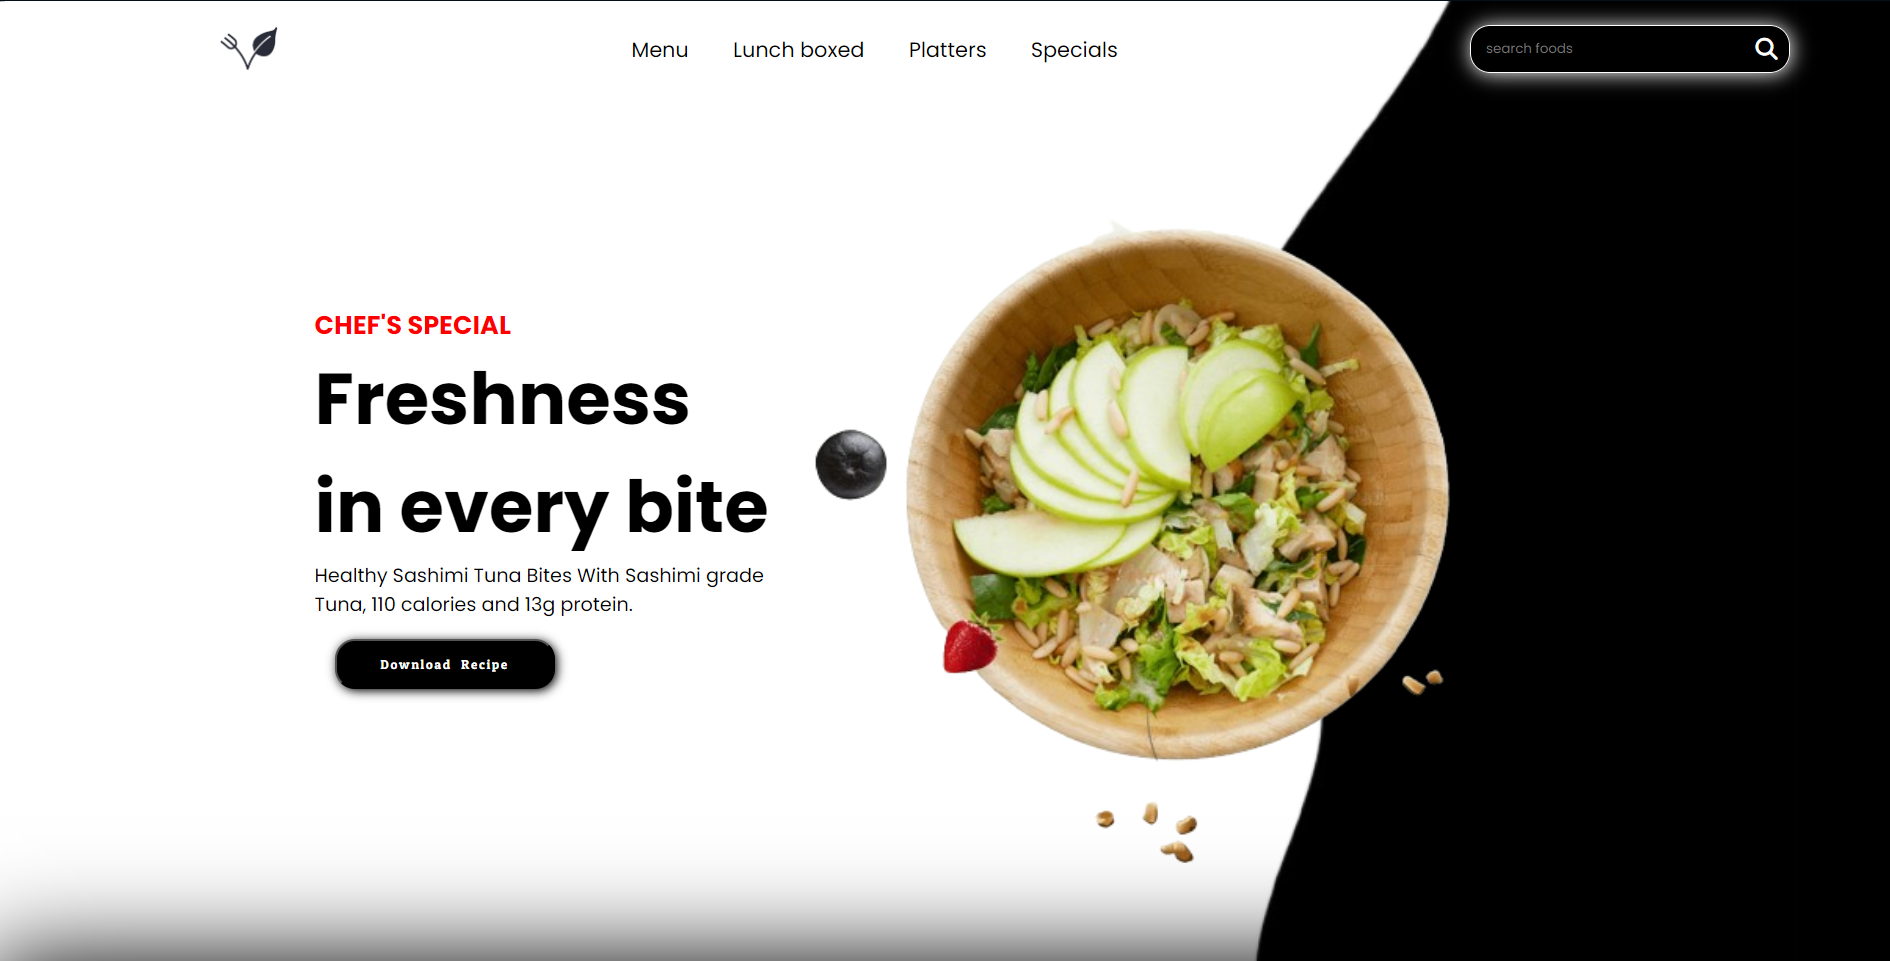 Menu
Lunch boxed
Platters
Specials
search foods
CHEF'S SPECIAL
Freshness
in every bite
Healthy Sashimi Tuna Bites With Sashimi grade
Tuna, 110 calories and 13g protein.
Download Recipe